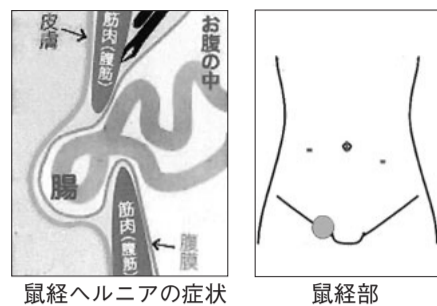 皮膚
筋肉(腹筋)
お腹の中
腸
筋肉(腹筋)
腹膜
鼠経ヘルニアの症状
鼠経部